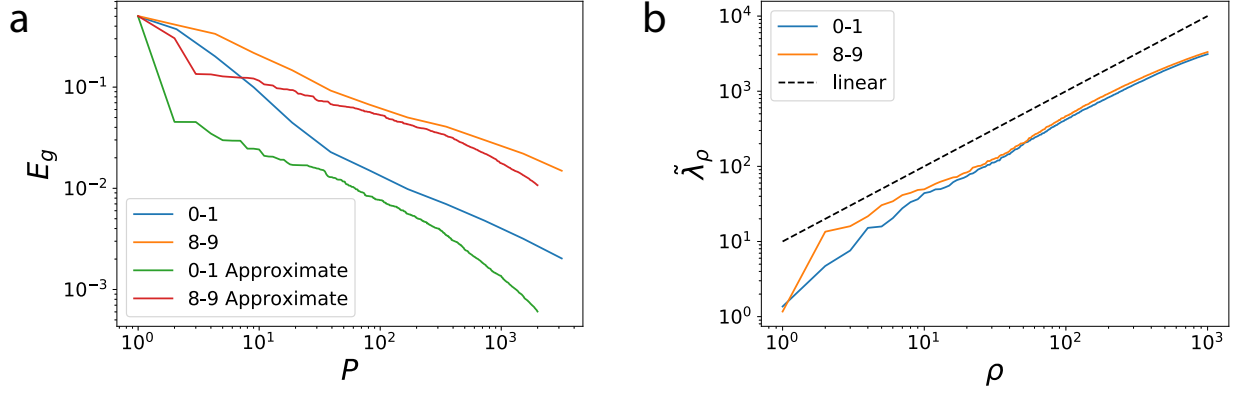 a
E_g
10^{-1}
10^{-2}
10^{-3}
0-1
8-9
0-1 Approximate
8-9 Approximate
10^0
10^1
10^2
10^3
P
b
λ̃_ρ
10^4
10^3
10^2
10^1
10^0
0-1
8-9
linear
10^0
10^1
10^2
10^3
ρ